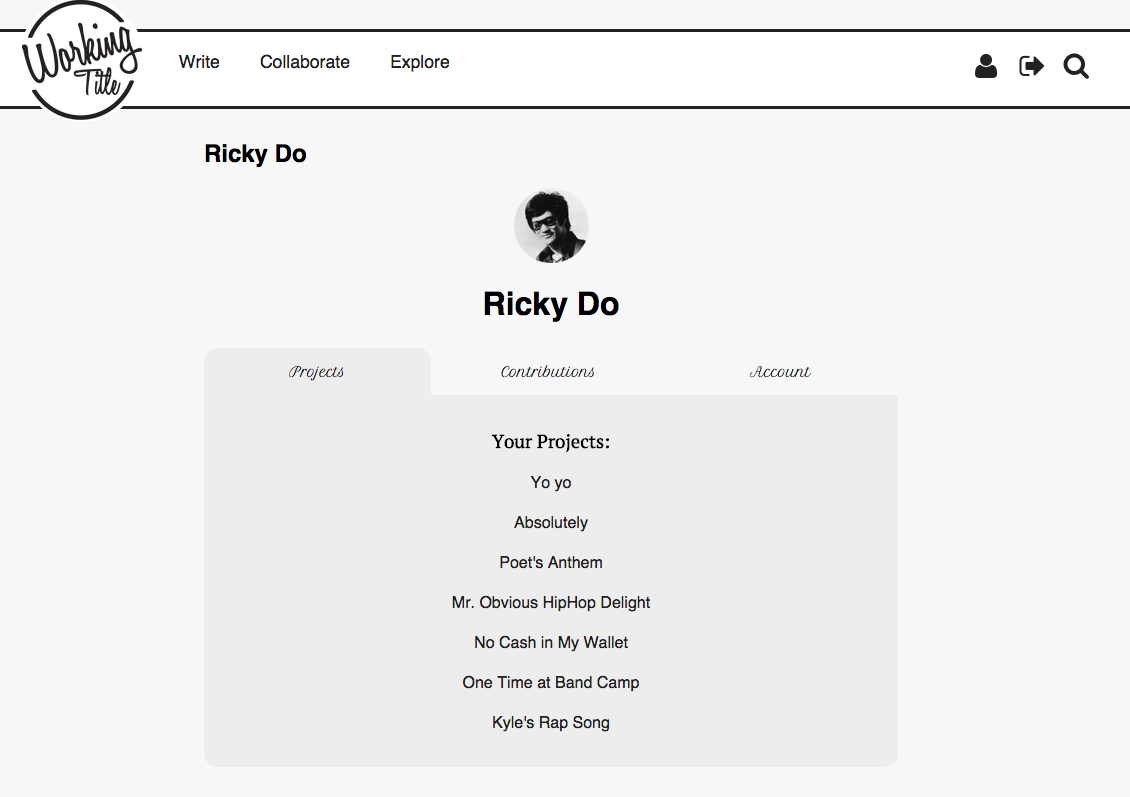 Working
Title
Write
Collaborate
Explore
Ricky Do
Ricky Do
Projects
Contributions
Account
Your Projects:
Yo yo
Absolutely
Poet's Anthem
Mr. Obvious HipHop Delight
No Cash in My Wallet
One Time at Band Camp
Kyle's Rap Song